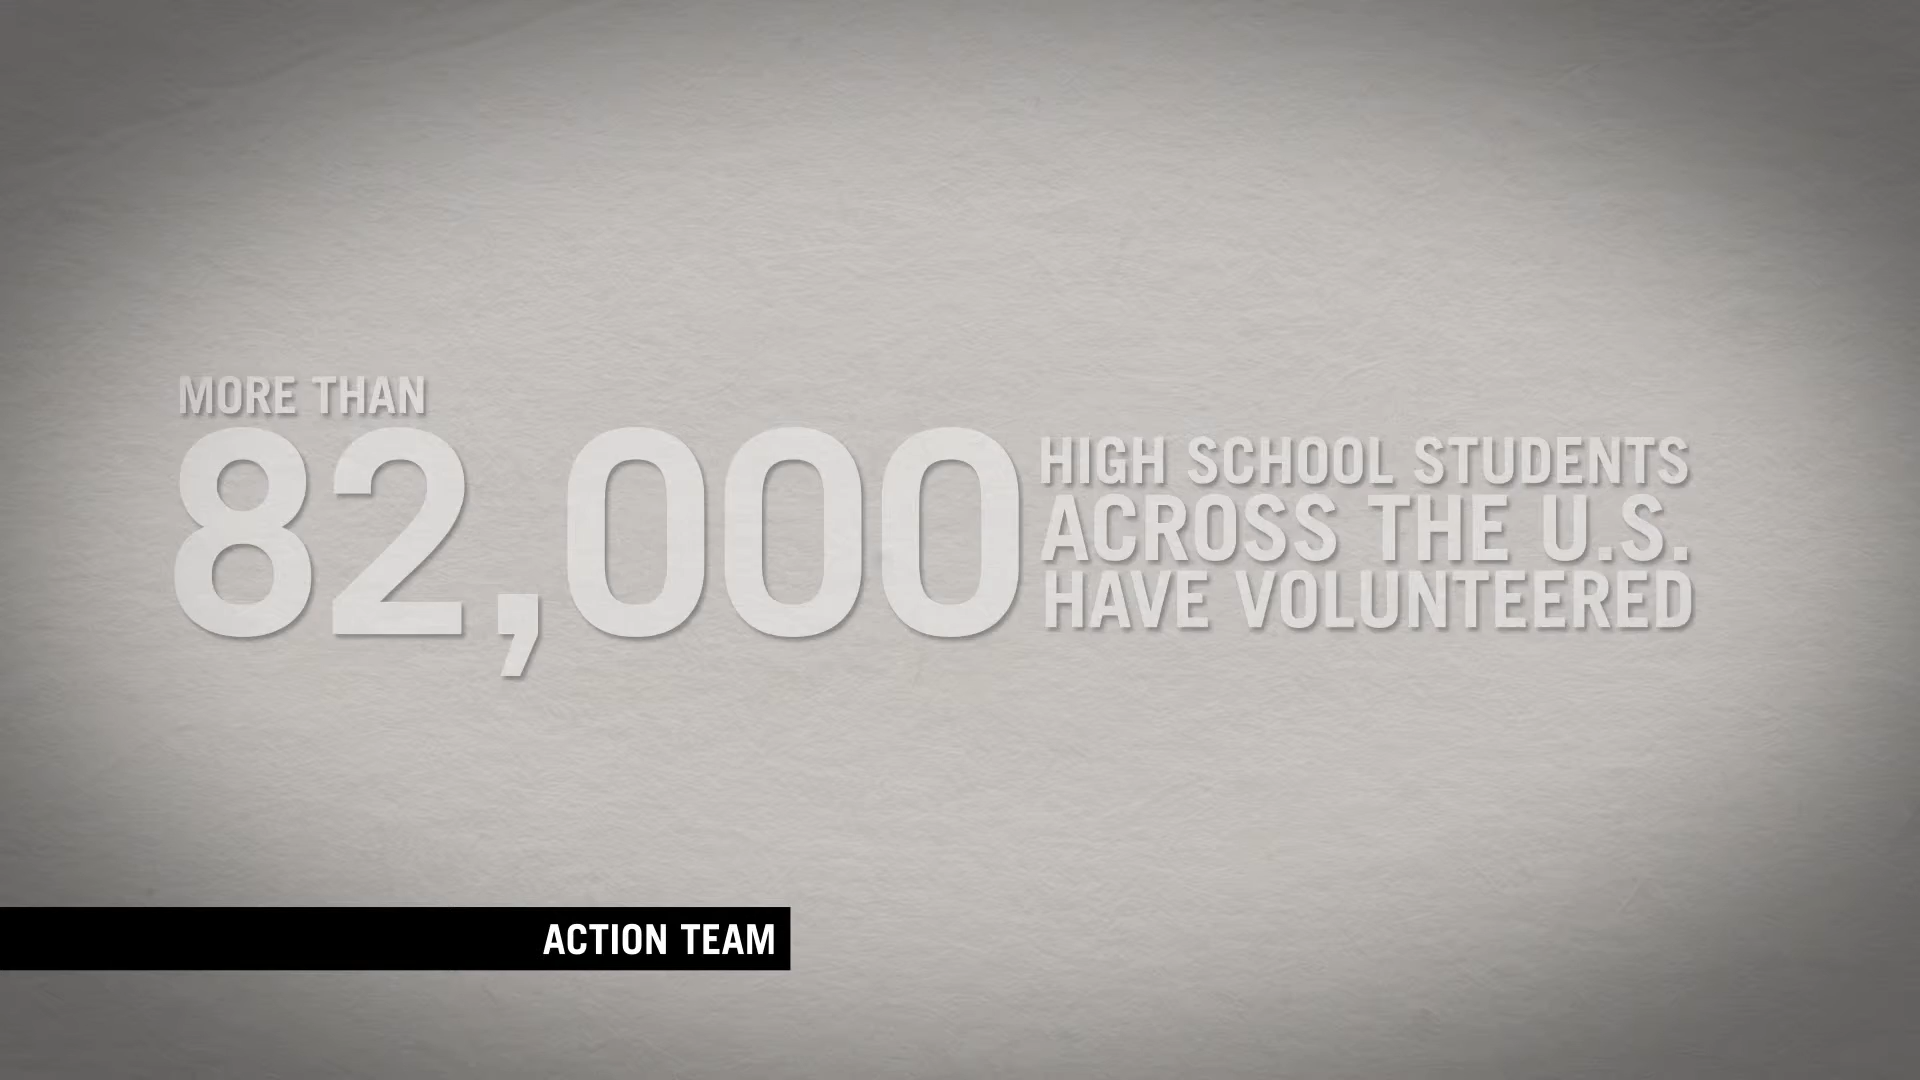 MORE THAN
82,000
HIGH SCHOOL STUDENTS
ACROSS THE U.S.
HAVE VOLUNTEERED
ACTION TEAM